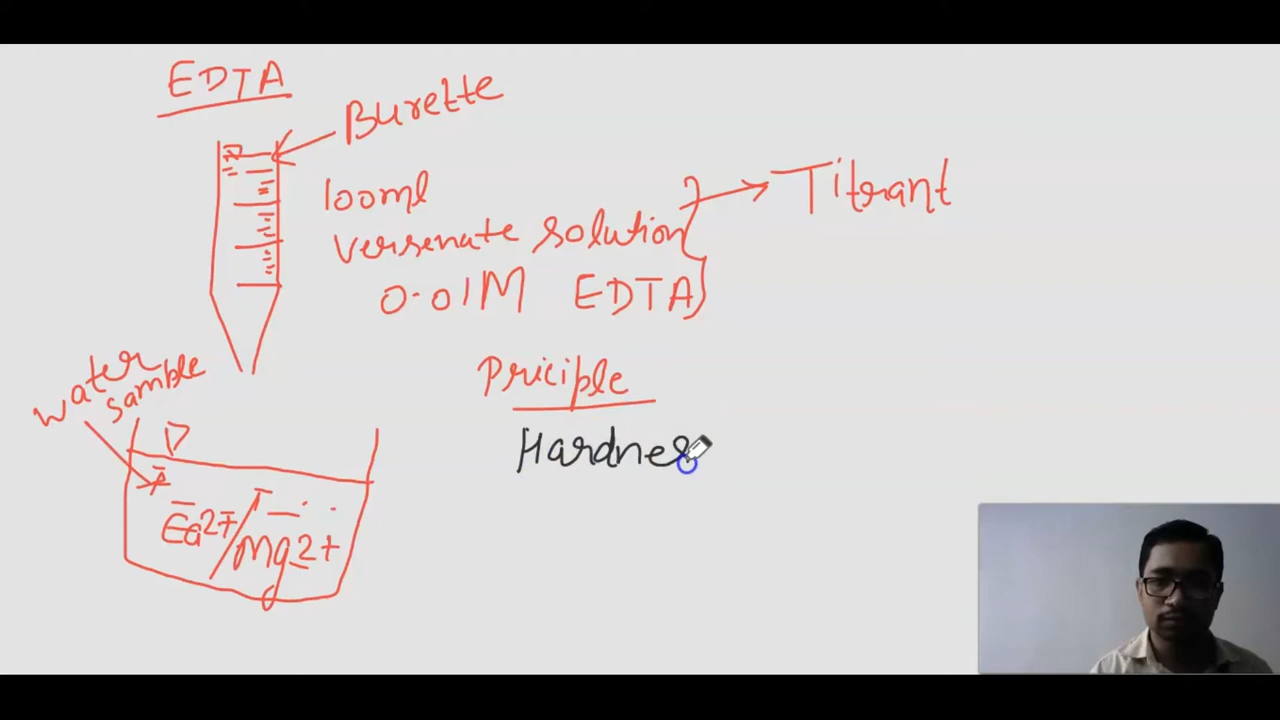 EDTA
Burette
100ml
versenate solution
0.01M EDTA
Titrant
water
sample
Priciple
Hardnes
Ca2+/Mg2+